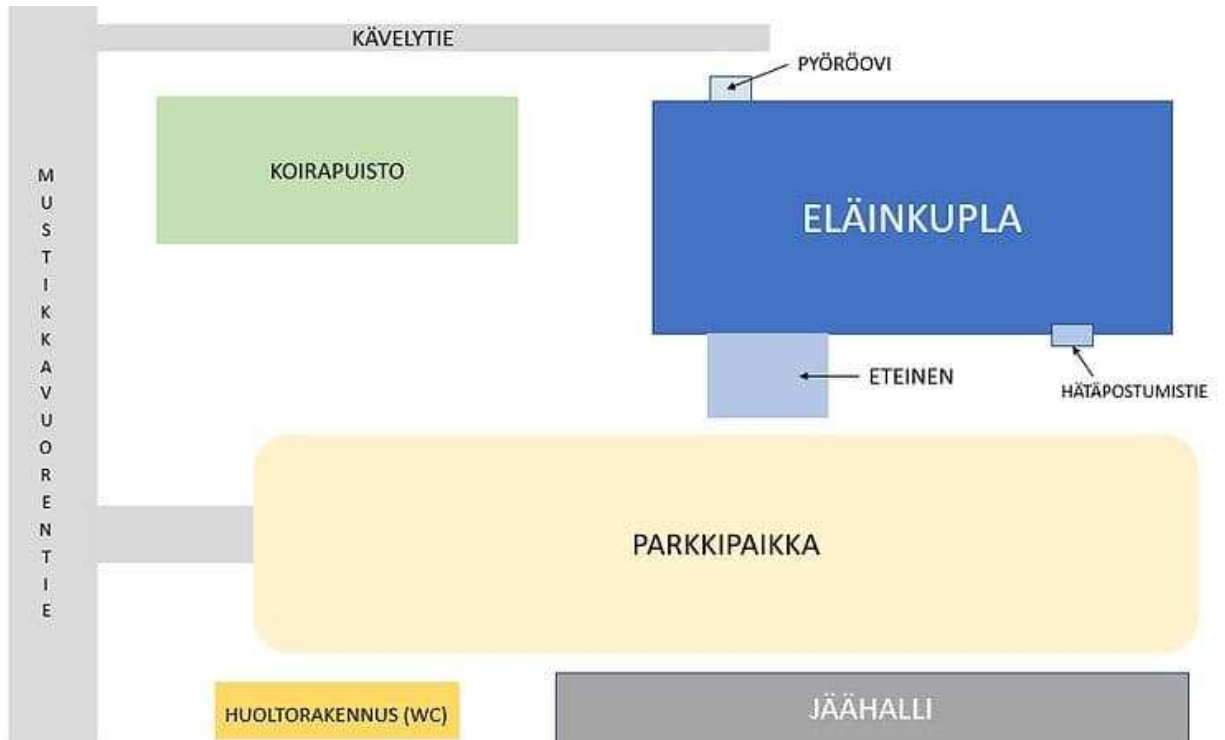 KÄVELYTIE
PYÖRÖOVI
KOIRAPUISTO
ELÄINKUPLA
MUSTIKKAVUORENTIE
ETEINEN
HÄTÄPOSTUMISTIE
PARKKIPAIKKA
HUOLTORAKENNUS (WC)
JÄÄHALLI